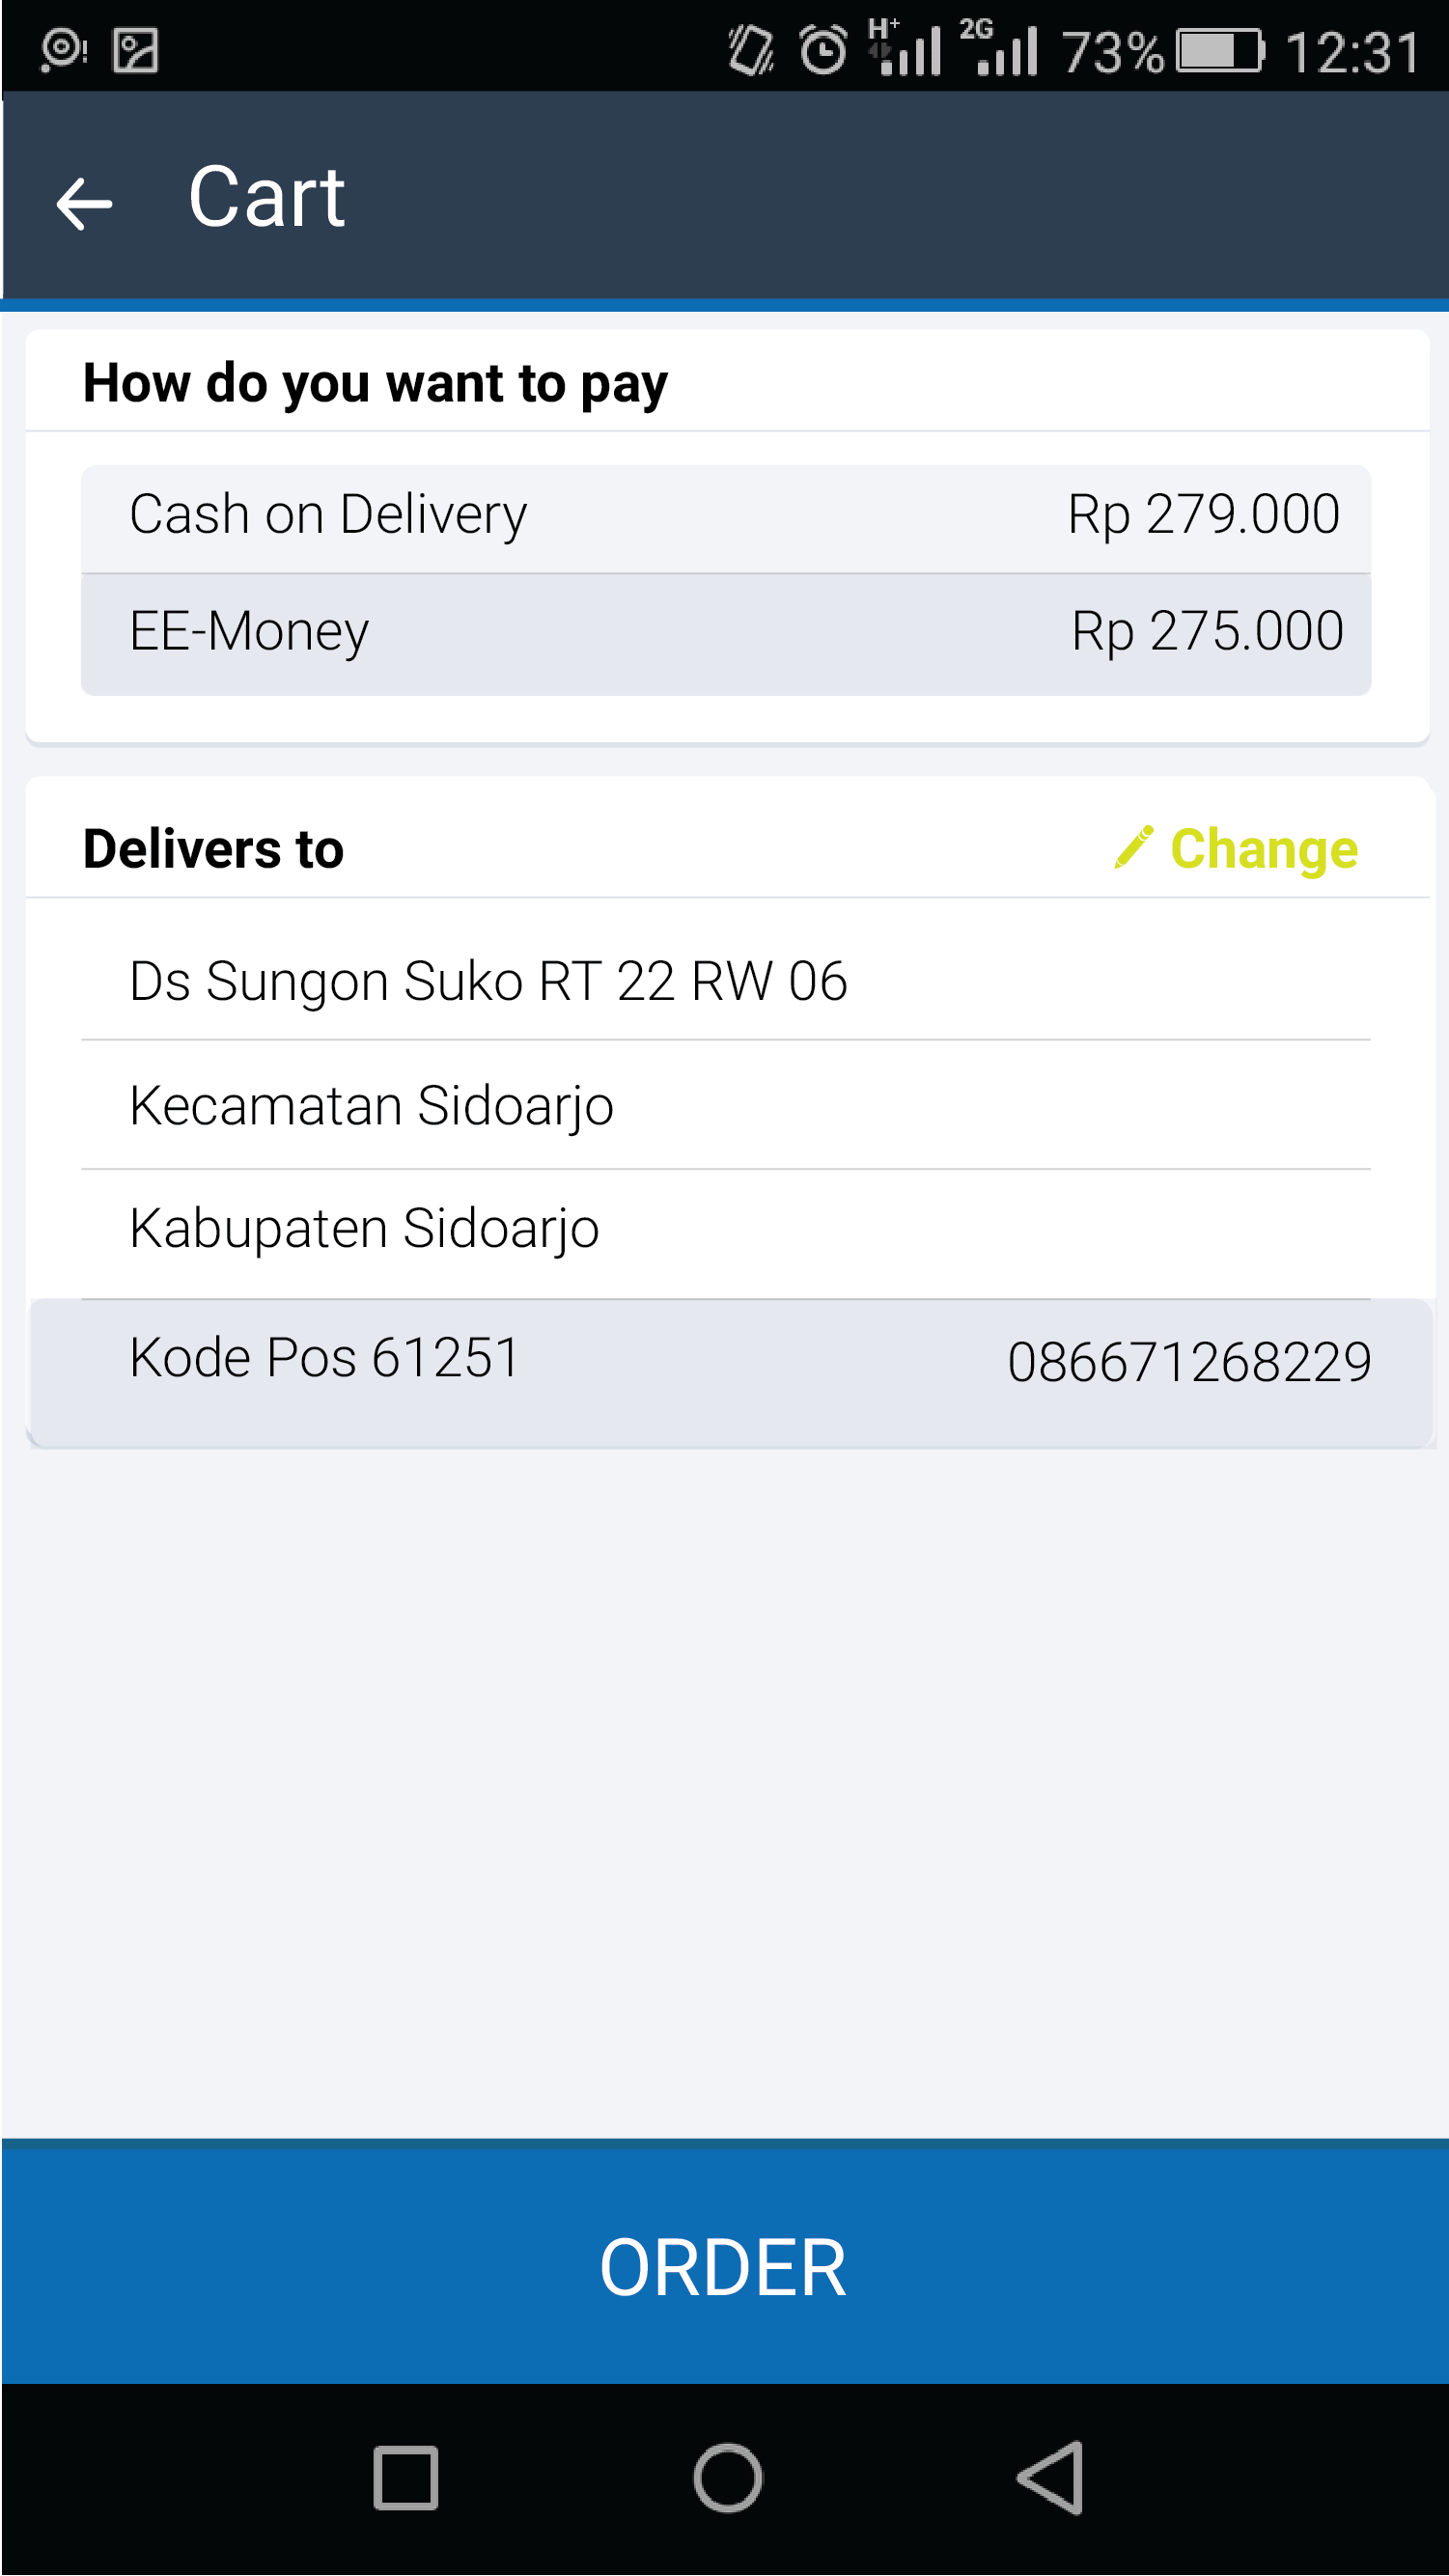 H+ 2G 73% 12:31
Cart
How do you want to pay
Cash on Delivery Rp 279.000
EE-Money Rp 275.000
Delivers to Change
Ds Sungon Suko RT 22 RW 06
Kecamatan Sidoarjo
Kabupaten Sidoarjo
Kode Pos 61251 086671268229
ORDER